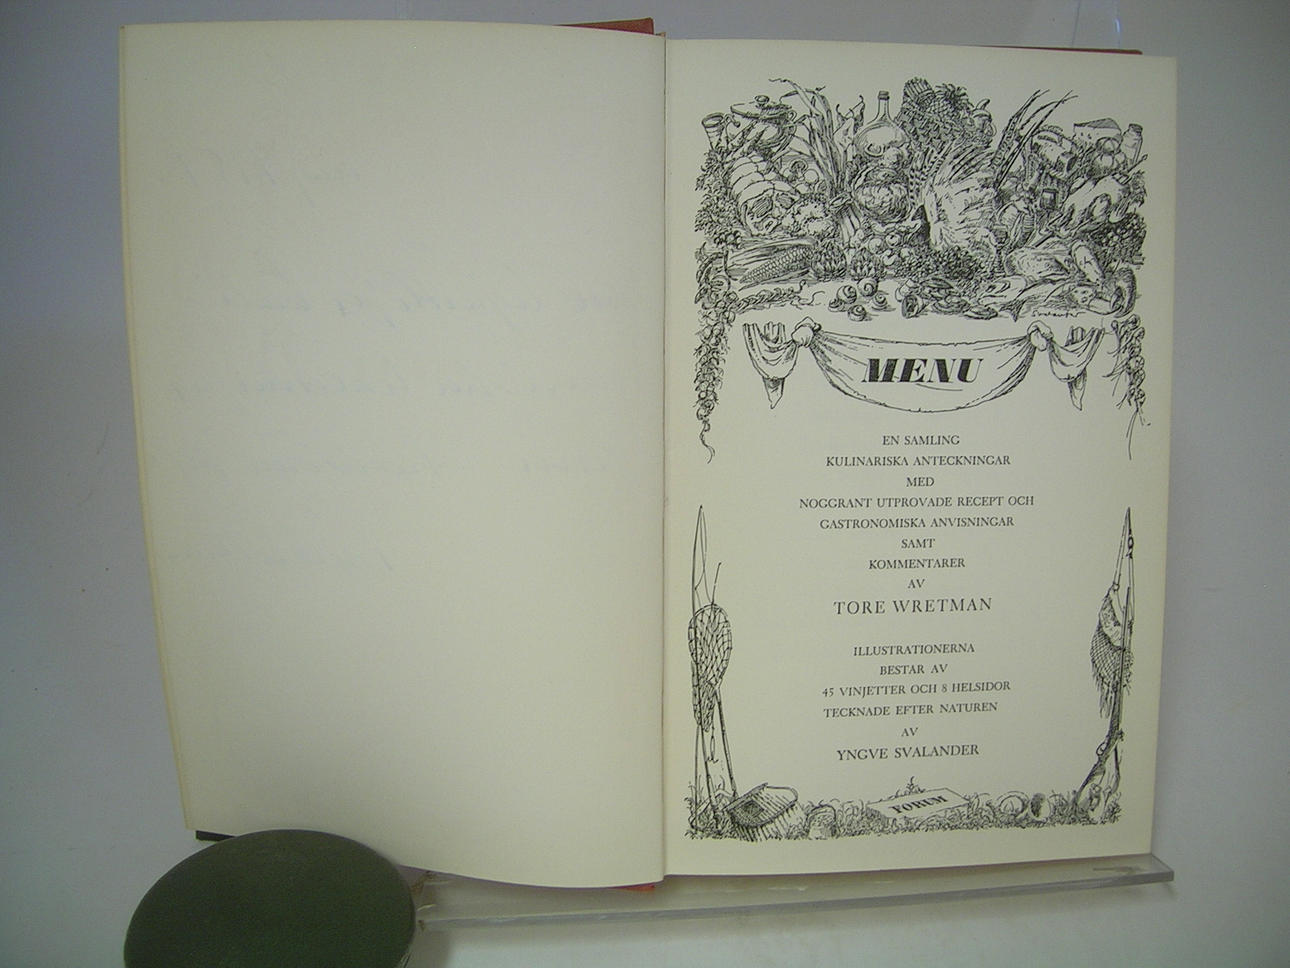 MENU
EN SAMLING
KULINARISKA ANTECKNINGAR
MED
NOGGRANT UTPROVADE RECEPT OCH
GASTRONOMISKA ANVISNINGAR
SAMT
KOMMENTARER
AV
TORE WRETMAN
ILLUSTRATIONERNA
BESTAR AV
45 VINJETTER OCH 8 HELSIDOR
TECKNADE EFTER NATUREN
AV
YNGVE SVALANDER
FORUM